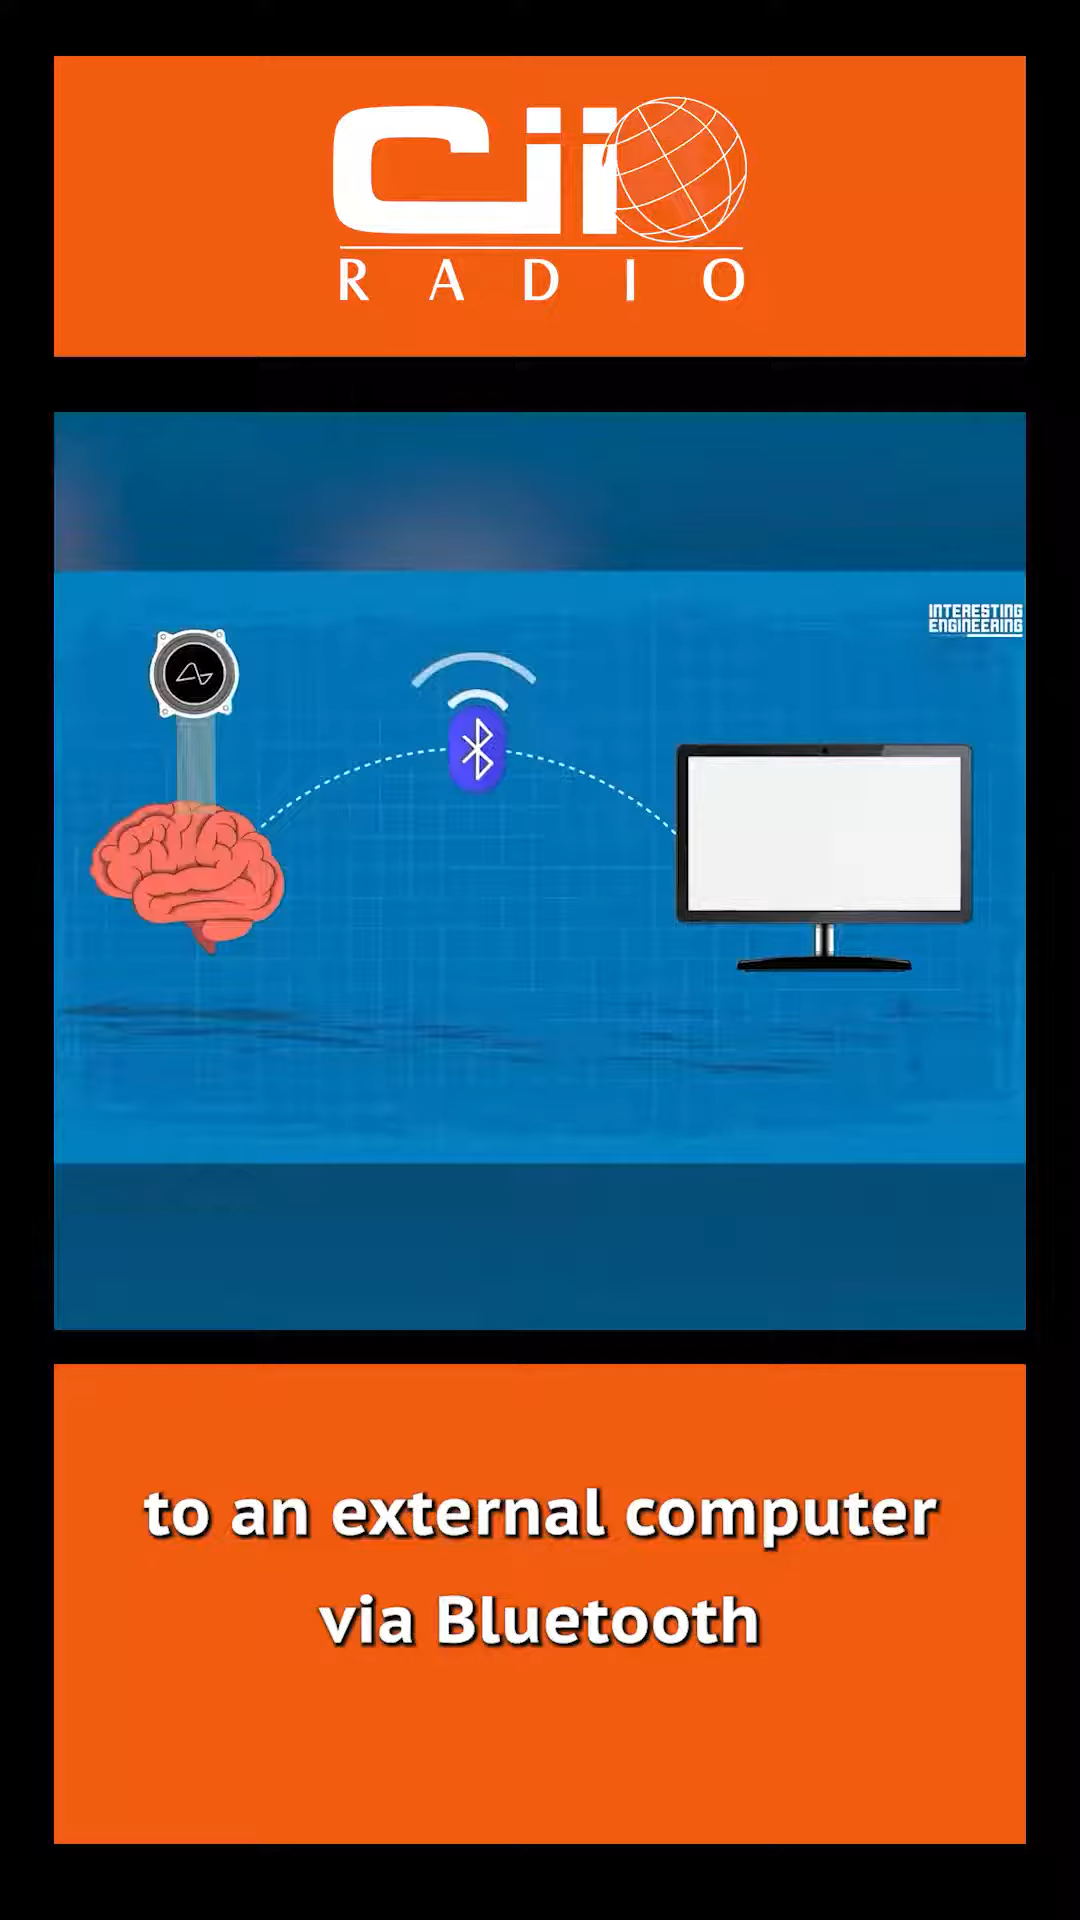 Cii
RADIO
INTERESTING
ENGINEERING
to an external computer
via Bluetooth